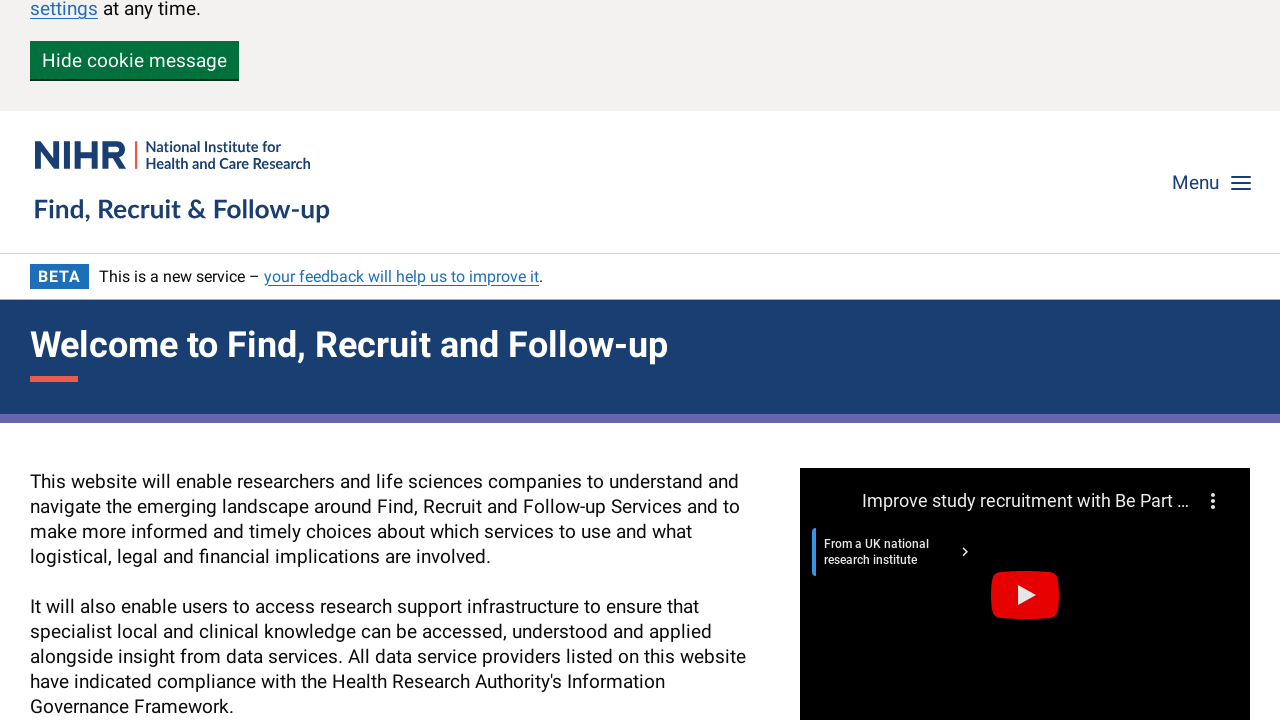 settings at any time.
Hide cookie message
NIHR National Institute for
Health and Care Research
Find, Recruit & Follow-up
Menu
BETA This is a new service – your feedback will help us to improve it.
Welcome to Find, Recruit and Follow-up
This website will enable researchers and life sciences companies to understand and
navigate the emerging landscape around Find, Recruit and Follow-up Services and to
make more informed and timely choices about which services to use and what
logistical, legal and financial implications are involved.
It will also enable users to access research support infrastructure to ensure that
specialist local and clinical knowledge can be accessed, understood and applied
alongside insight from data services. All data service providers listed on this website
have indicated compliance with the Health Research Authority's Information
Governance Framework.
Improve study recruitment with Be Part ...
From a UK national
research institute